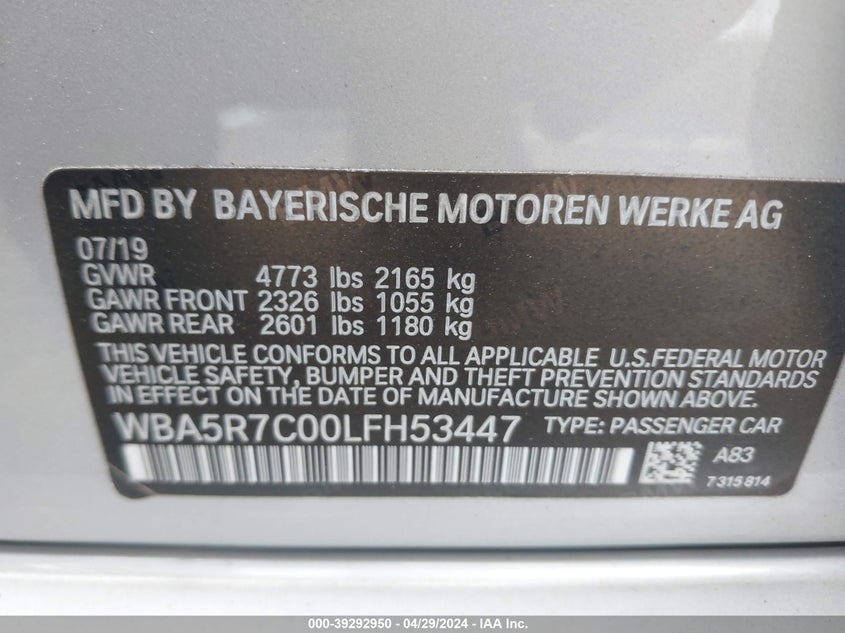 MFD BY BAYERISCHE MOTOREN WERKE AG
07/19
GVWR 4773 lbs 2165 kg
GAWR FRONT 2326 lbs 1055 kg
GAWR REAR 2601 lbs 1180 kg
THIS VEHICLE CONFORMS TO ALL APPLICABLE U.S.FEDERAL MOTOR
VEHICLE SAFETY, BUMPER AND THEFT PREVENTION STANDARDS
IN EFFECT ON THE DATE OF MANUFACTURE SHOWN ABOVE.
WBA5R7C00LFH53447 TYPE: PASSENGER CAR
A83
7315814
000-39292950 - 04/29/2024 - IAA Inc.